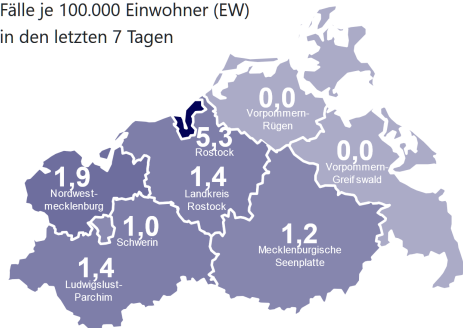 Fälle je 100.000 Einwohner (EW)
in den letzten 7 Tagen
0,0
Vorpommern-
Rügen
5,3
Rostock
0,0
Vorpommern-
Greifswald
1,9
Nordwest-
mecklenburg
1,4
Landkreis
Rostock
1,0
Schwerin
1,2
Mecklenburgische
Seenplatte
1,4
Ludwigslust-
Parchim